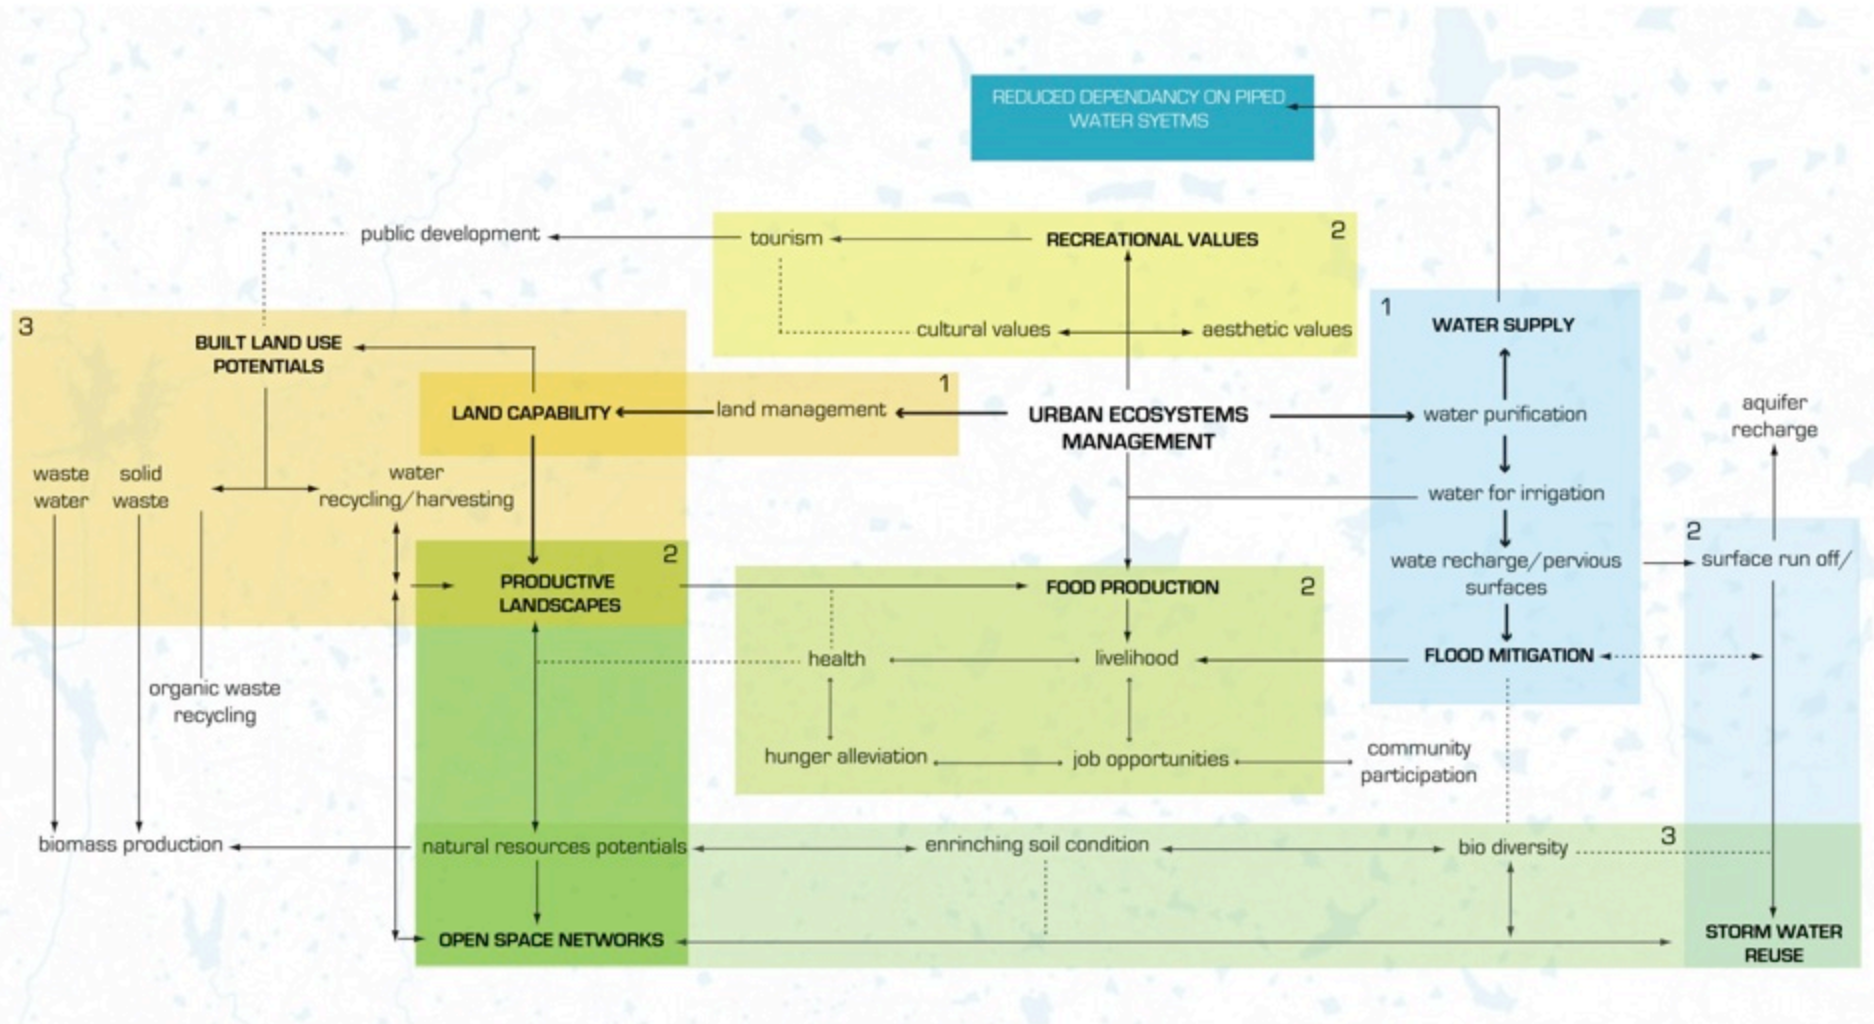 REDUCED DEPENDANCY ON PIPED
WATER SYETMS
public development
tourism
RECREATIONAL VALUES
2
cultural values
aesthetic values
3
BUILT LAND USE
POTENTIALS
1
WATER SUPPLY
1
LAND CAPABILITY
land management
URBAN ECOSYSTEMS
MANAGEMENT
water purification
aquifer
recharge
waste
water
solid
waste
water
recycling/harvesting
water for irrigation
2
PRODUCTIVE
LANDSCAPES
FOOD PRODUCTION
2
wate recharge/pervious
surfaces
2
surface run off/
health
livelihood
FLOOD MITIGATION
organic waste
recycling
hunger alleviation
job opportunities
community
participation
biomass production
natural resources potentials
enrinching soil condition
bio diversity
3
OPEN SPACE NETWORKS
STORM WATER
REUSE